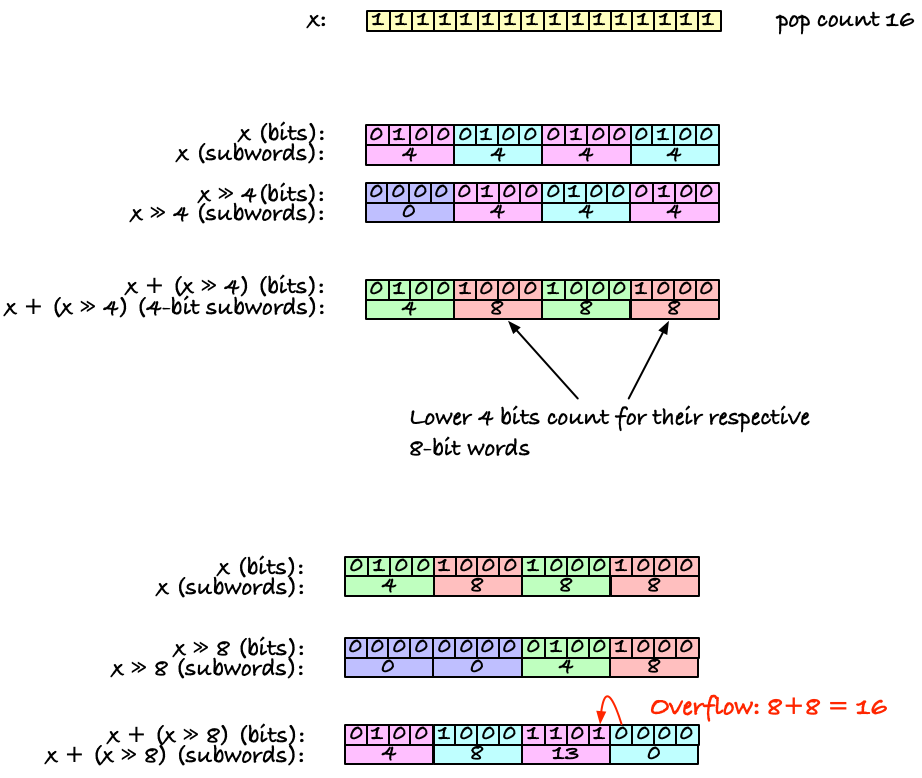 x: 1 1 1 1 1 1 1 1 1 1 1 1 1 1 1 1 pop count 16
x (bits): 0 1 0 0 0 1 0 0 0 1 0 0 0 1 0 0
x (subwords): 4 4 4 4
x >> 4(bits): 0 0 0 0 0 1 0 0 0 1 0 0 0 1 0 0
x >> 4 (subwords): 0 4 4 4
x + (x >> 4) (bits): 0 1 0 0 1 0 0 0 1 0 0 0 1 0 0 0
x + (x >> 4) (4-bit subwords): 4 8 8 8
Lower 4 bits count for their respective
8-bit words
x (bits): 0 1 0 0 1 0 0 0 1 0 0 0 1 0 0 0
x (subwords): 4 8 8 8
x >> 8 (bits): 0 0 0 0 0 0 0 0 0 1 0 0 1 0 0 0
x >> 8 (subwords): 0 0 4 8
Overflow: 8+8 = 16
x + (x >> 8) (bits): 0 1 0 0 1 0 0 0 1 1 0 1 0 0 0 0
x + (x >> 8) (subwords): 4 8 13 0